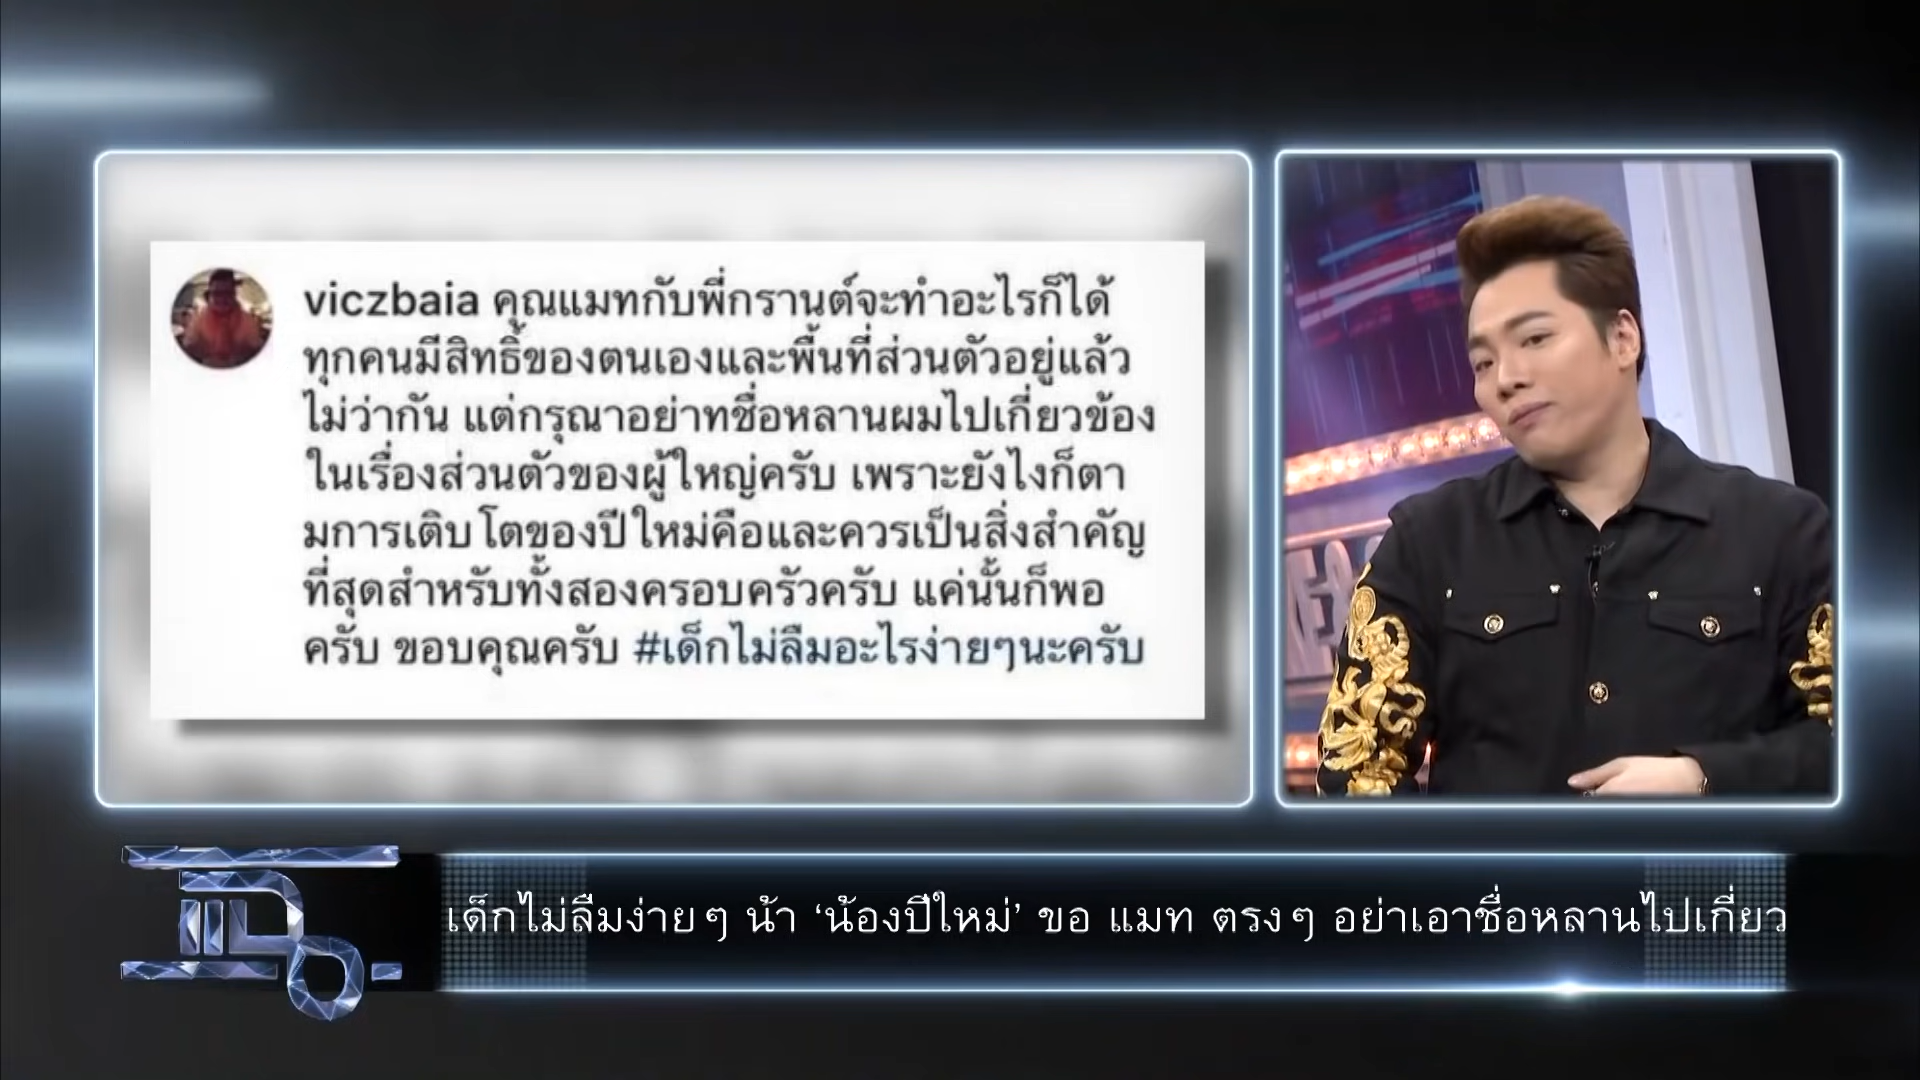 viczbaia คุณแมทกับพี่กรานต์จะทำอะไรก็ได้
ทุกคนมีสิทธิ์ของตนเองและพื้นที่ส่วนตัวอยู่แล้ว
ไม่ว่ากัน แต่กรุณาอย่าทชื่อหลานผมไปเกี่ยวข้อง
ในเรื่องส่วนตัวของผู้ใหญ่ครับ เพราะยังไงก็ตา
มการเติบโตของปีใหม่คือและควรเป็นสิ่งสำคัญ
ที่สุดสำหรับทั้งสองครอบครัวครับ แค่นั้นก็พอ
ครับ ขอบคุณครับ #เด็กไม่ลืมอะไรง่ายๆนะครับ
แฉ
เด็กไม่ลืมง่ายๆ น้า ‘น้องปีใหม่’ ขอ แมท ตรงๆ อย่าเอาชื่อหลานไปเกี่ยว